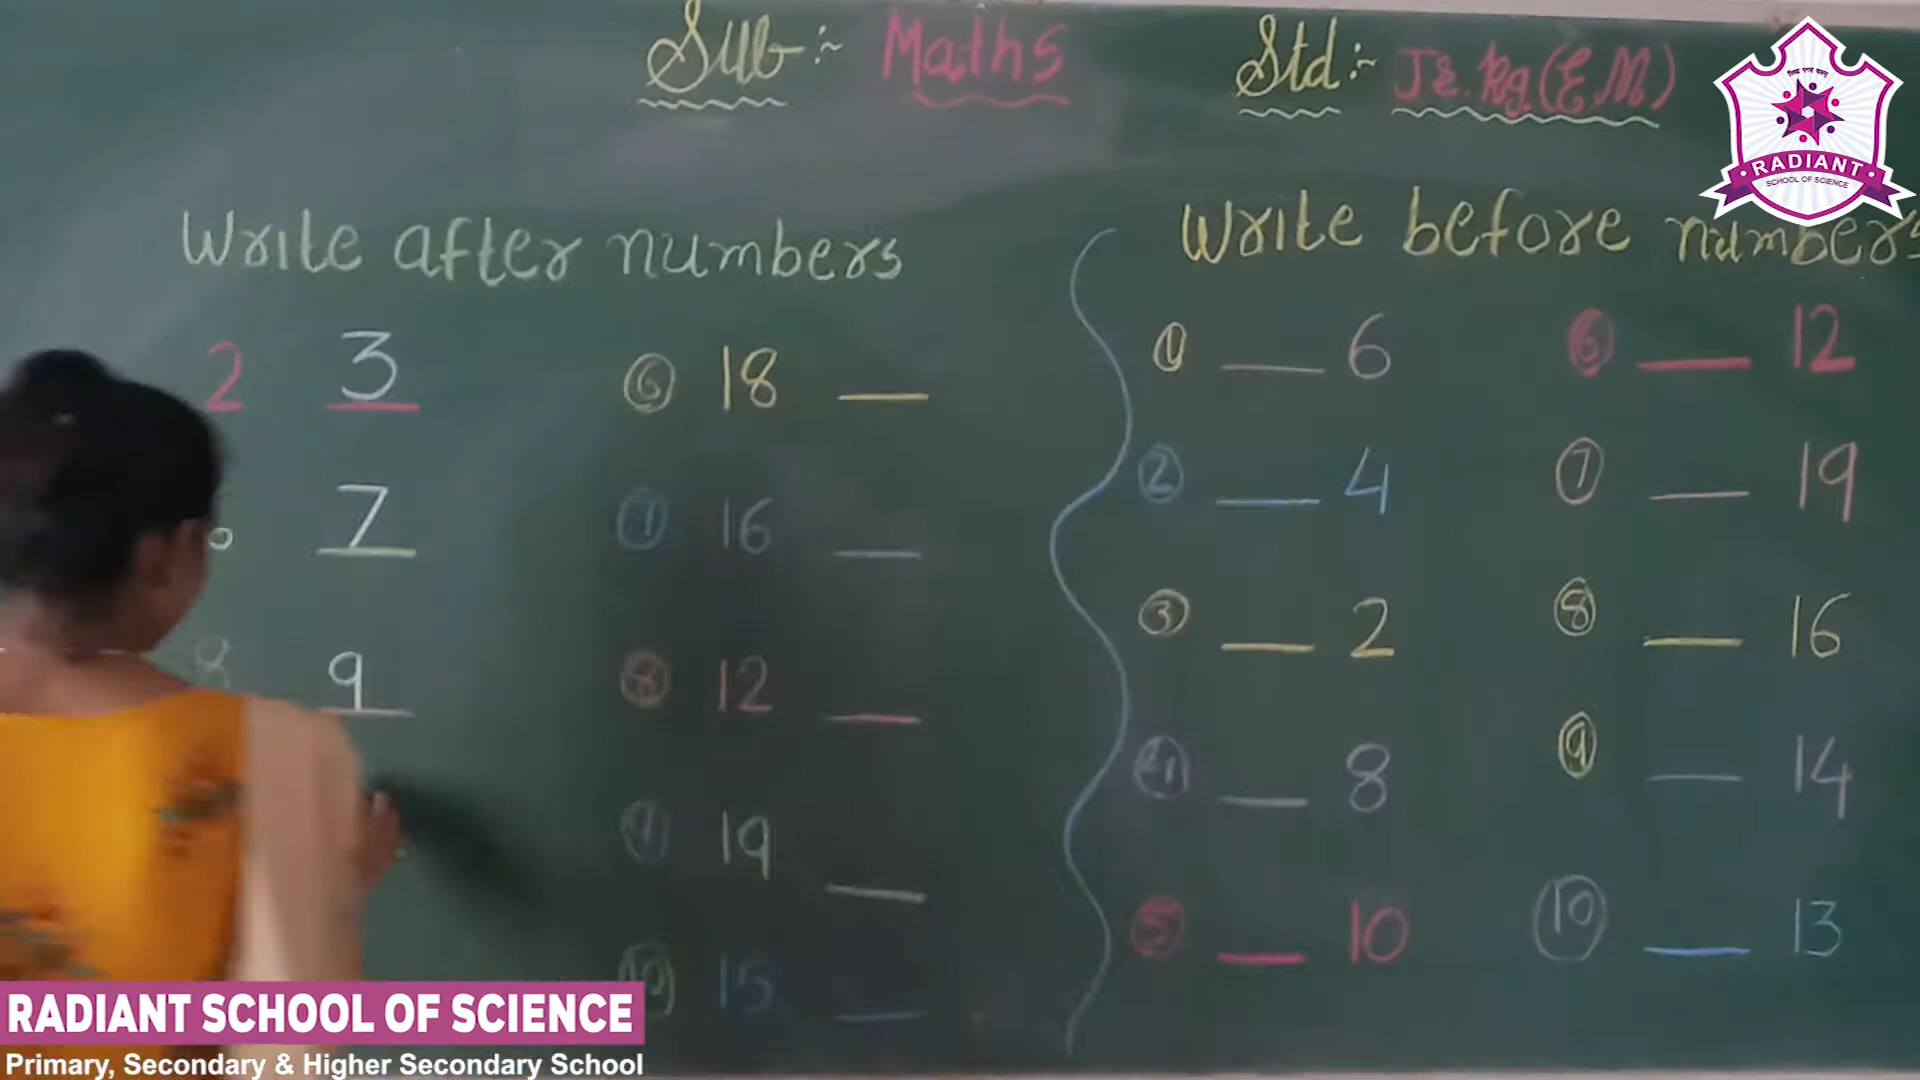 Sub:- Maths Std:- Jr. kg (E.M)
RADIANT
SCHOOL OF SCIENCE
Write after numbers
2 3
7
8 9
⑥ 18 __
⑦ 16 __
⑧ 12 __
⑨ 19 __
⑩ 15 __
Write before numbers
① __ 6
② __ 4
③ __ 2
④ __ 8
⑤ __ 10
⑥ __ 12
⑦ __ 19
⑧ __ 16
⑨ __ 14
⑩ __ 13
RADIANT SCHOOL OF SCIENCE
Primary, Secondary & Higher Secondary School